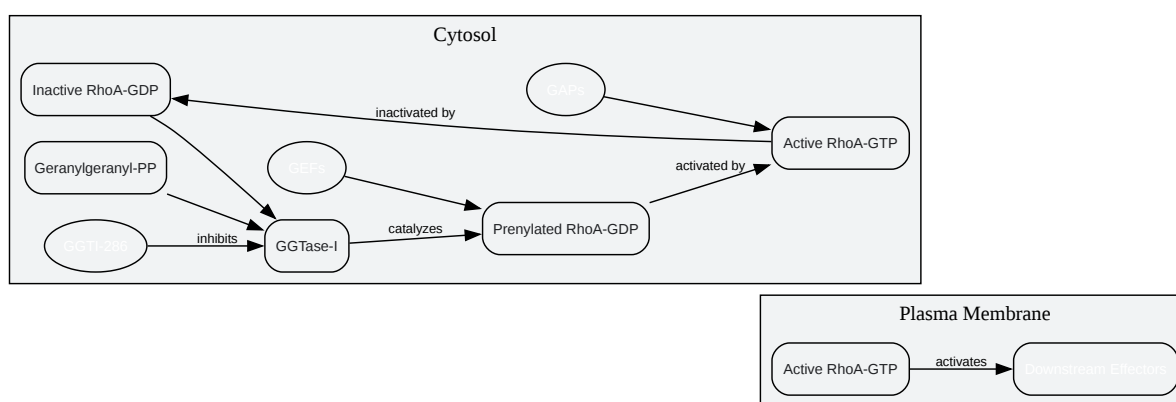 Cytosol
Inactive RhoA-GDP
GAPs
inactivated by
Active RhoA-GTP
Geranylgeranyl-PP
GEFs
activated by
GGTI-286
inhibits
GGTase-I
catalyzes
Prenylated RhoA-GDP
Plasma Membrane
Active RhoA-GTP
activates
Downstream Effectors